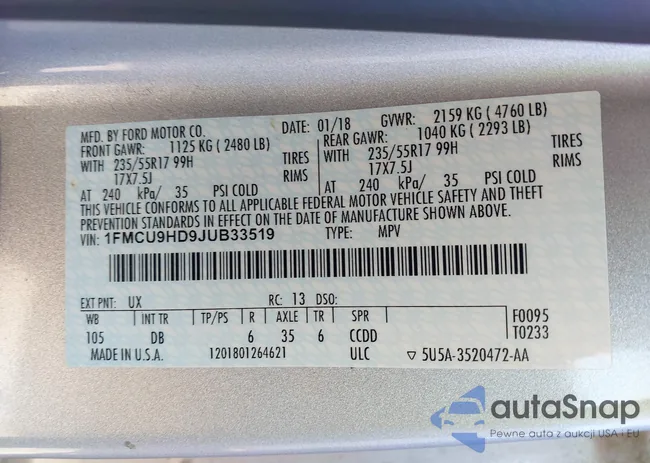 MFD. BY FORD MOTOR CO. DATE: 01/18 GVWR: 2159 KG ( 4760 LB)
FRONT GAWR: 1125 KG ( 2480 LB) REAR GAWR: 1040 KG ( 2293 LB)
WITH 235/55R17 99H TIRES WITH 235/55R17 99H TIRES
17X7.5J RIMS 17X7.5J RIMS
AT 240 kPa/ 35 PSI COLD AT 240 kPa/ 35 PSI COLD
THIS VEHICLE CONFORMS TO ALL APPLICABLE FEDERAL MOTOR VEHICLE SAFETY AND THEFT
PREVENTION STANDARDS IN EFFECT ON THE DATE OF MANUFACTURE SHOWN ABOVE.
VIN: 1FMCU9HD9JUB33519 TYPE: MPV
EXT PNT: UX RC: 13 DSO:
WB INT TR TP/PS R AXLE TR SPR F0095
105 DB 6 35 6 CCDD T0233
MADE IN U.S.A. 1201801264621 ULC ▽ 5U5A-3520472-AA
autaSnap
Pewne auta z aukcji USA i EU